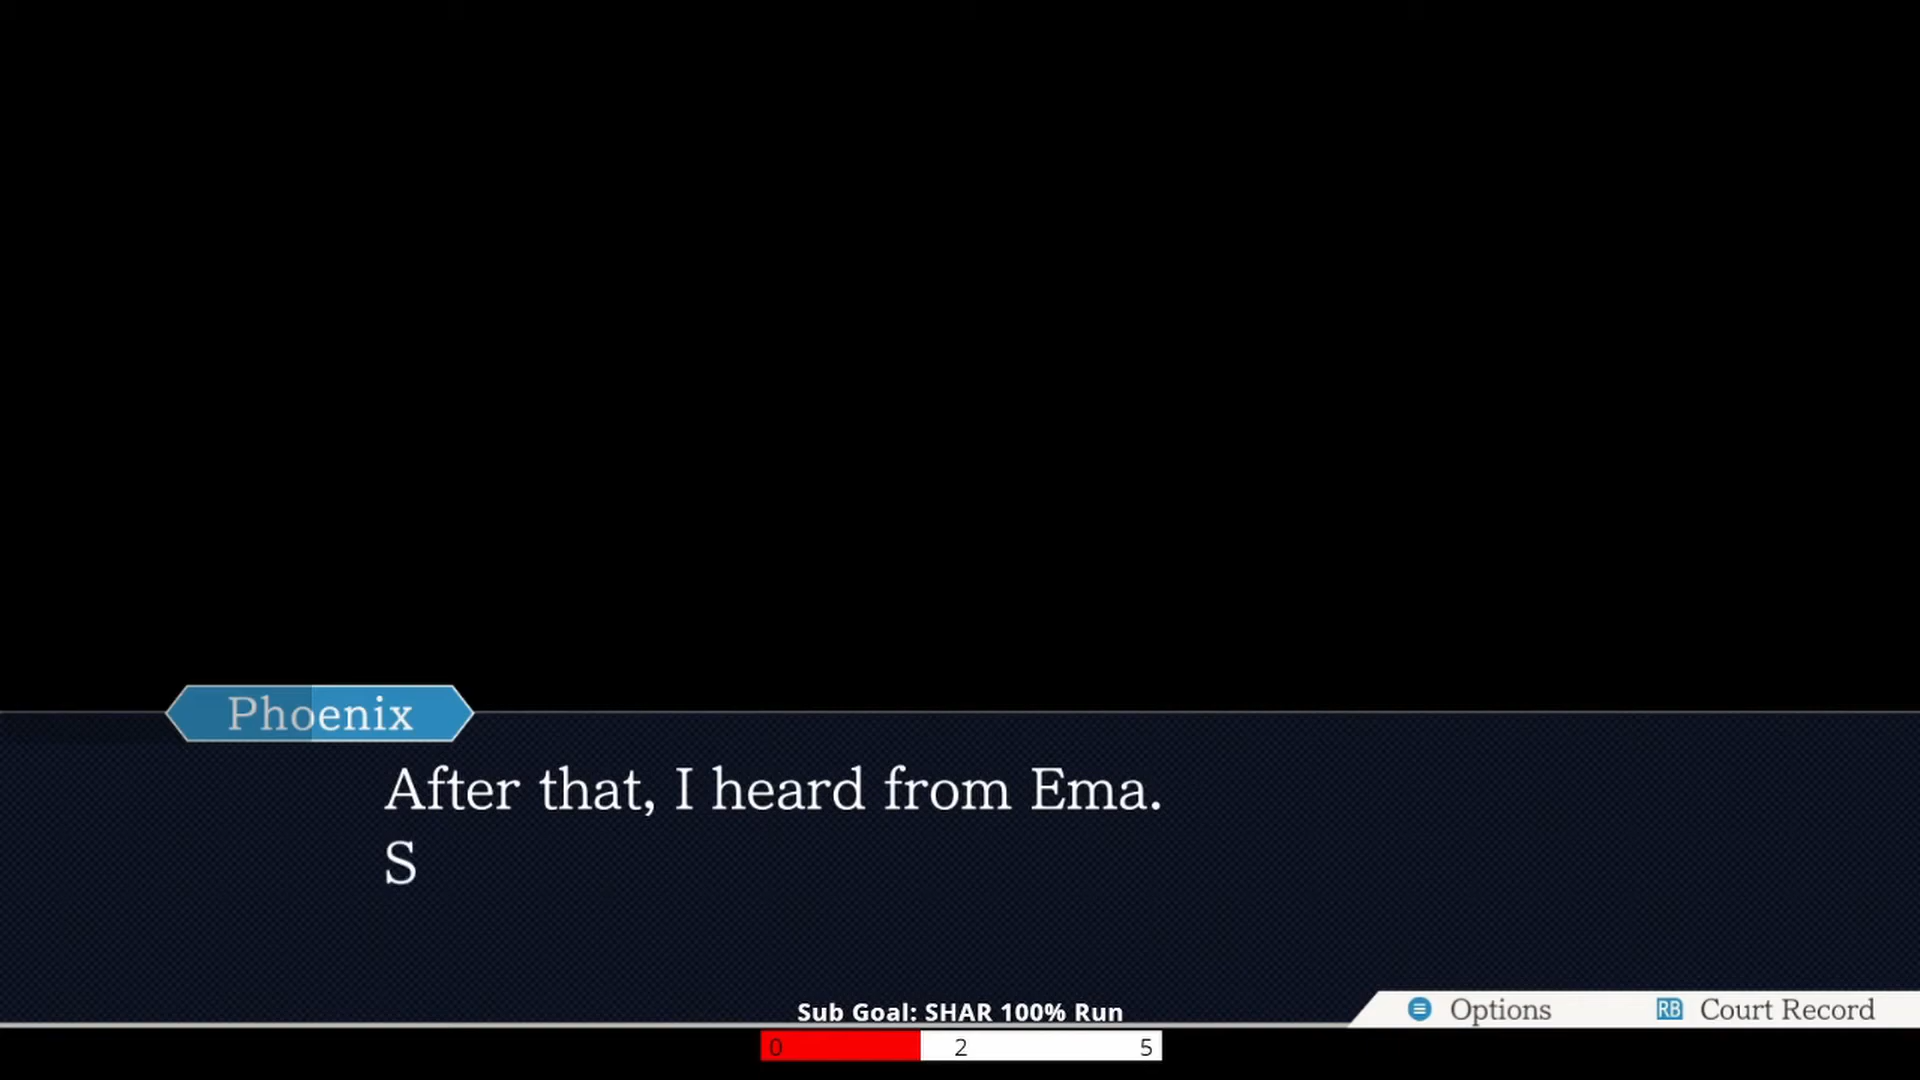 Phoenix
After that, I heard from Ema.
S
Sub Goal: SHAR 100% Run
0 2 5
Options
RB Court Record